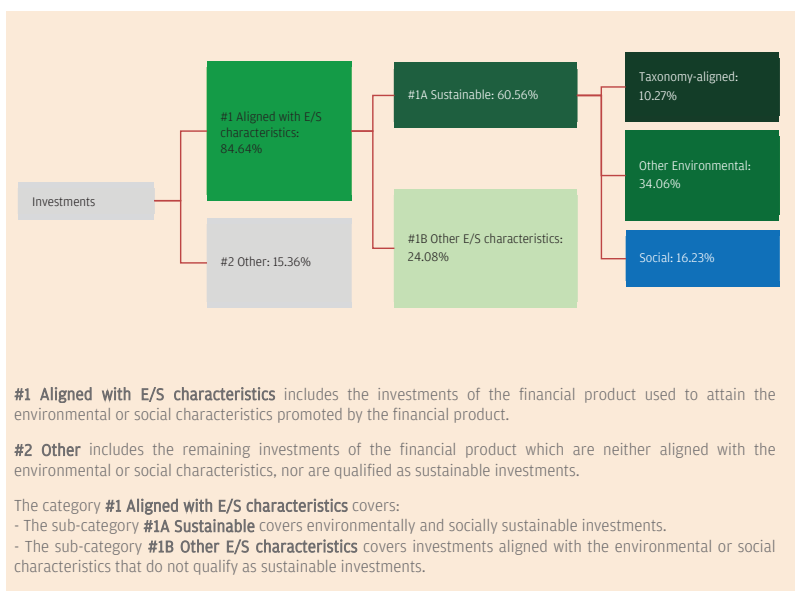 Investments
#1 Aligned with E/S
characteristics:
84.64%
#2 Other: 15.36%
#1A Sustainable: 60.56%
#1B Other E/S characteristics:
24.08%
Taxonomy-aligned:
10.27%
Other Environmental:
34.06%
Social: 16.23%
#1 Aligned with E/S characteristics includes the investments of the financial product used to attain the
environmental or social characteristics promoted by the financial product.
#2 Other includes the remaining investments of the financial product which are neither aligned with the
environmental or social characteristics, nor are qualified as sustainable investments.
The category #1 Aligned with E/S characteristics covers:
- The sub-category #1A Sustainable covers environmentally and socially sustainable investments.
- The sub-category #1B Other E/S characteristics covers investments aligned with the environmental or social
characteristics that do not qualify as sustainable investments.